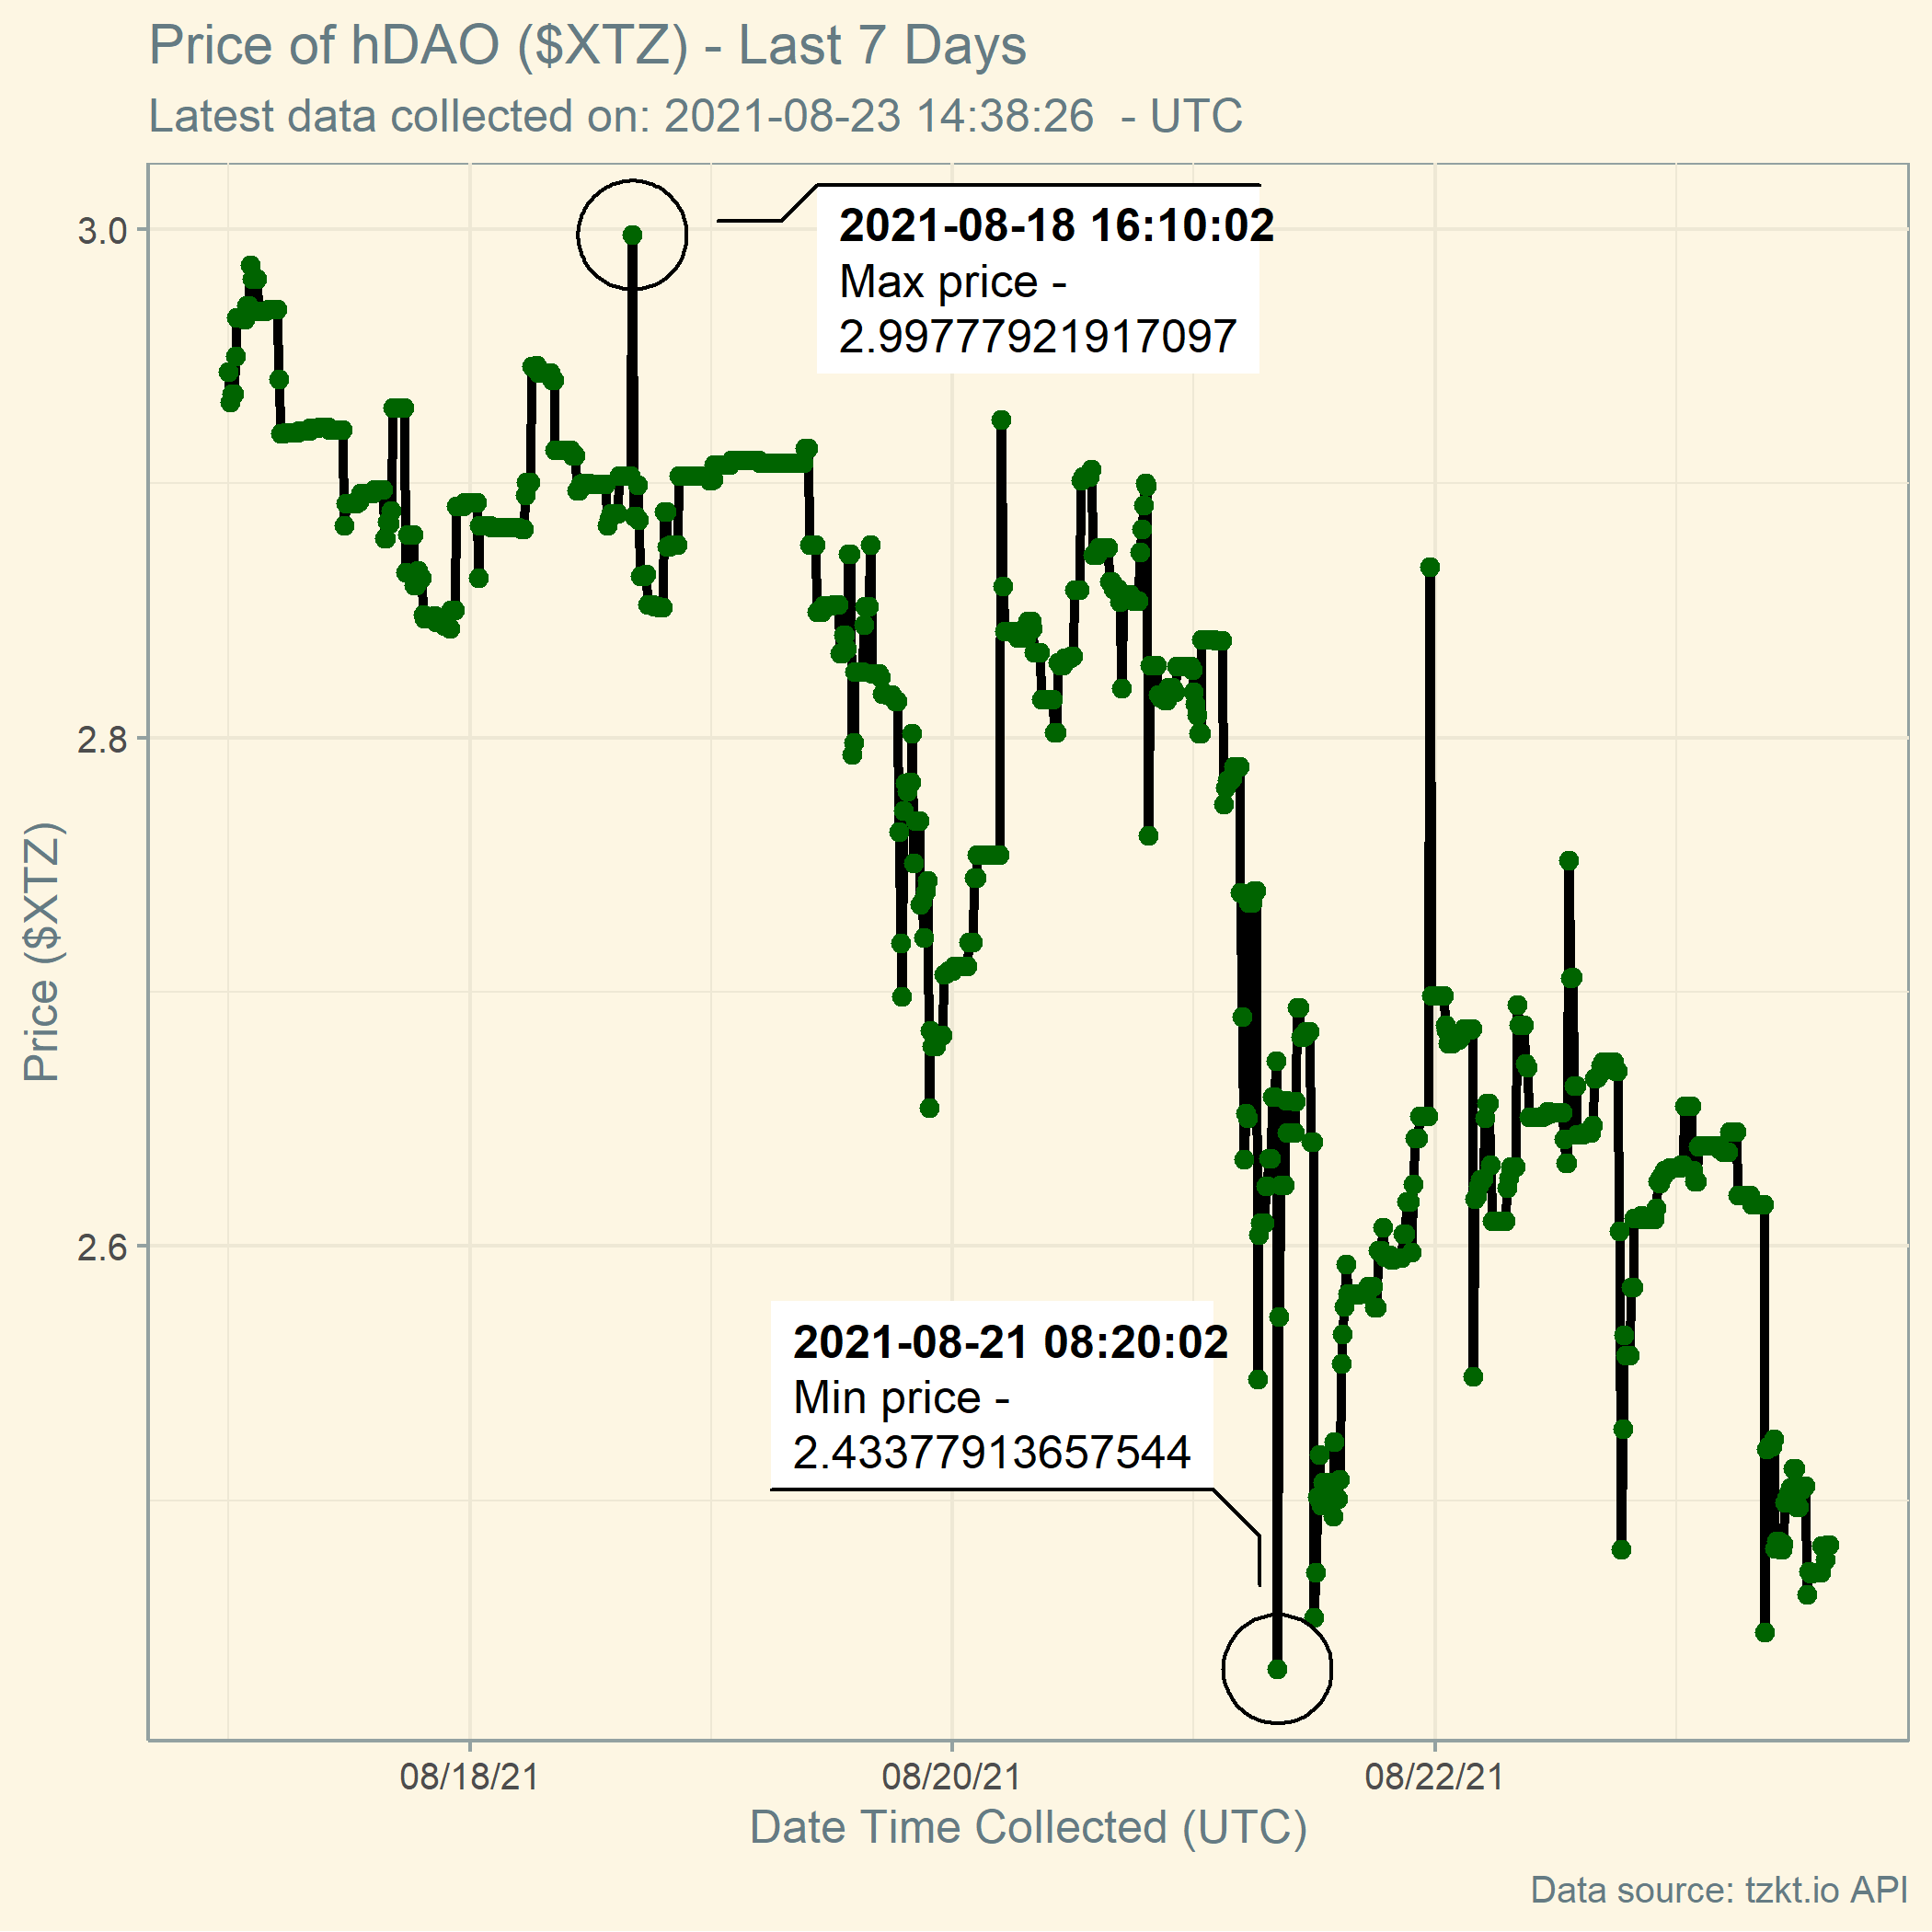 Price of hDAO ($XTZ) - Last 7 Days
Latest data collected on: 2021-08-23 14:38:26  - UTC
2021-08-18 16:10:02
Max price -
2.99777921917097
3.0
2.8
2.6
Price ($XTZ)
2021-08-21 08:20:02
Min price -
2.43377913657544
08/18/21
08/20/21
08/22/21
Date Time Collected (UTC)
Data source: tzkt.io API